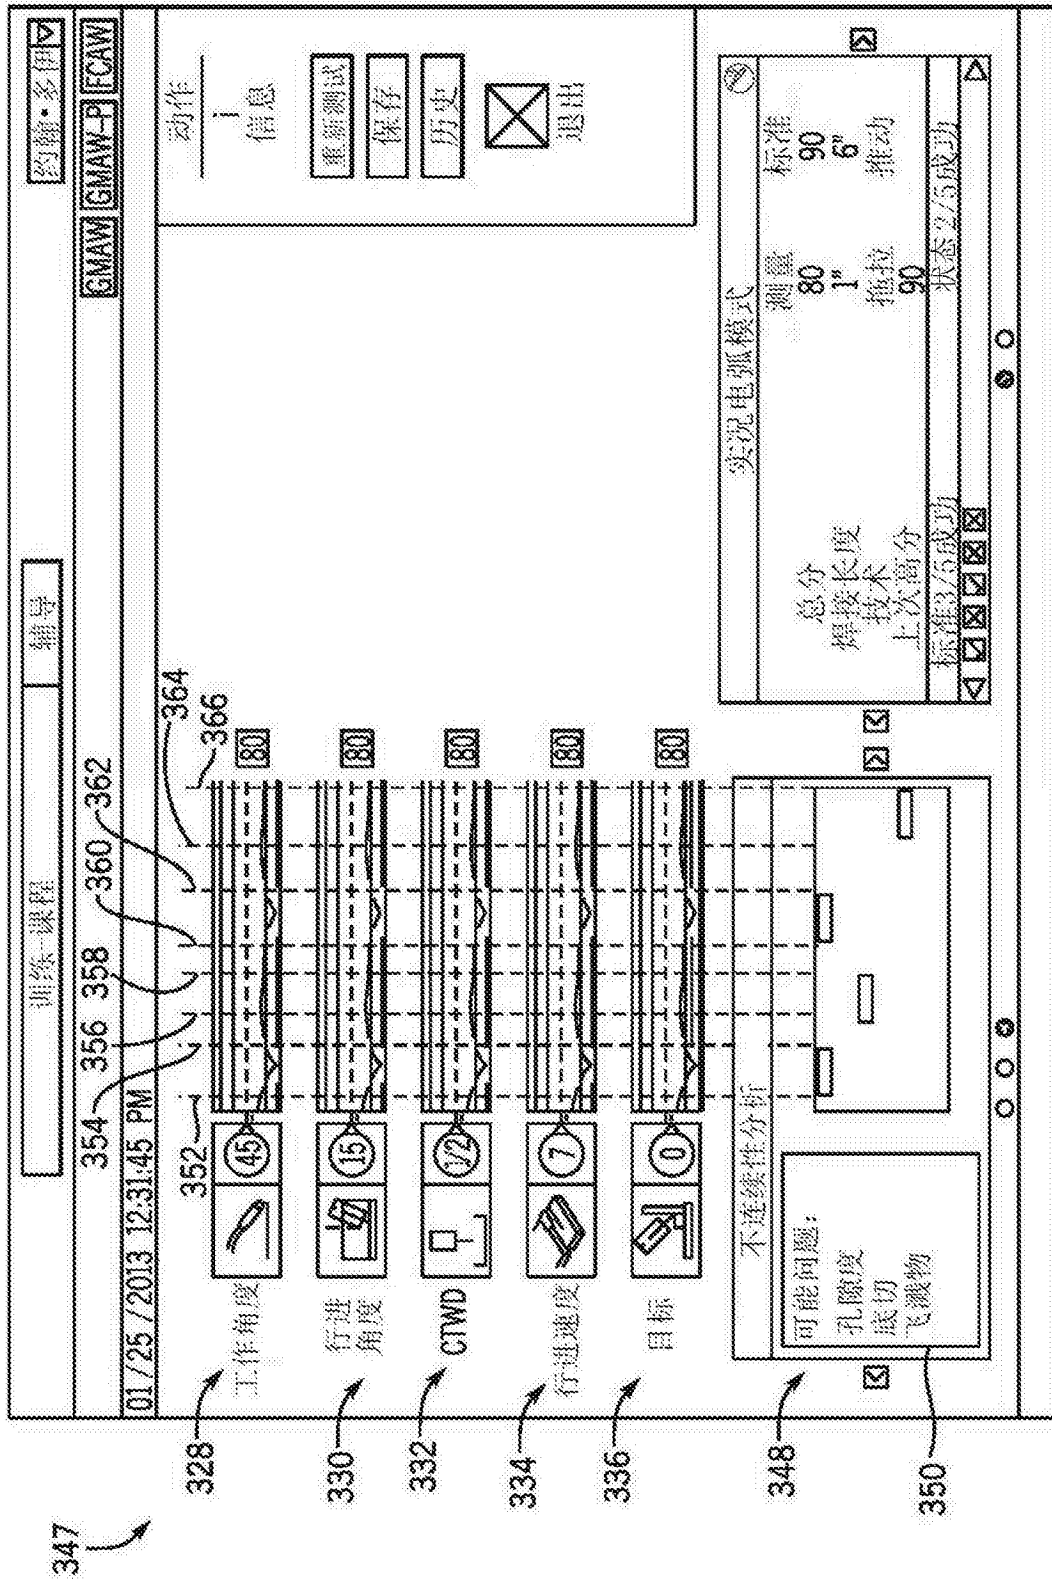 347
训练-课程 辅导 约翰·多伊
GMAW GMAW-P FCAW
01/25/2013 12:31:45 PM
354 356 358 360 362
364
352
366
328
工作角度 45 80
330
行进
角度 15 80
332
CTWD 1/2 80
334
行进速度 7 80
336
目标 0 80
动作
i
信息
重新测试
保存
历史
退出
348
不连续性分析
可能问题;
孔隙度
底切
飞溅物
350
实况电弧模式
测量 标准
总分 80 90
焊接长度 1" 6"
技术 拖拉 推动
上次高分 90
标准3/5成功 状态2/5成功